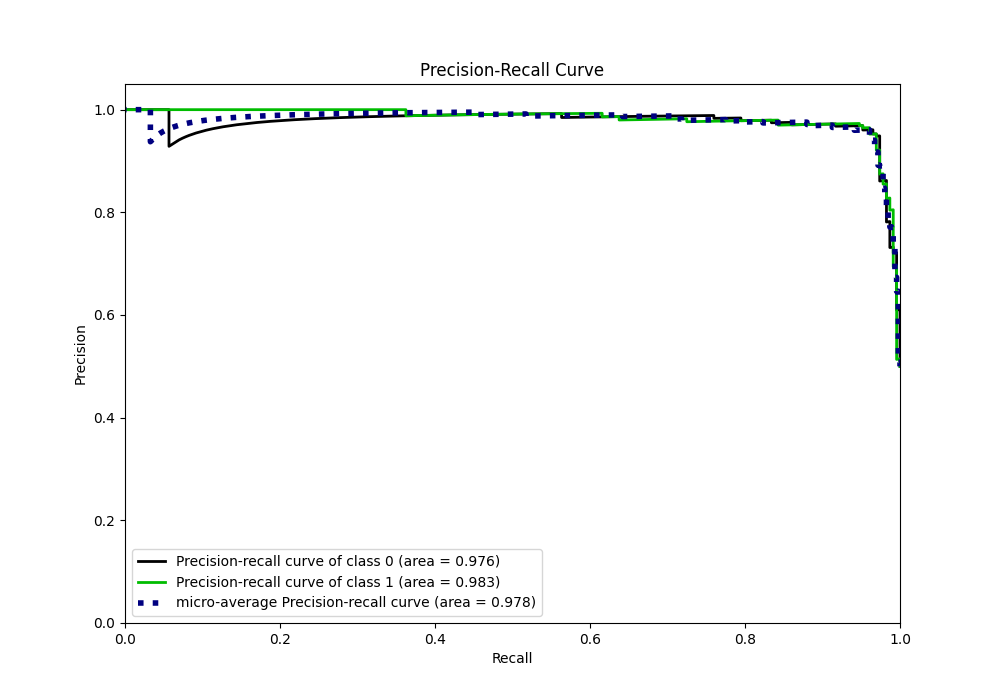 Precision-Recall Curve
1.0
0.8
0.6
0.4
0.2
0.0
Precision
Precision-recall curve of class 0 (area = 0.976)
Precision-recall curve of class 1 (area = 0.983)
micro-average Precision-recall curve (area = 0.978)
0.0 0.2 0.4 0.6 0.8 1.0
Recall